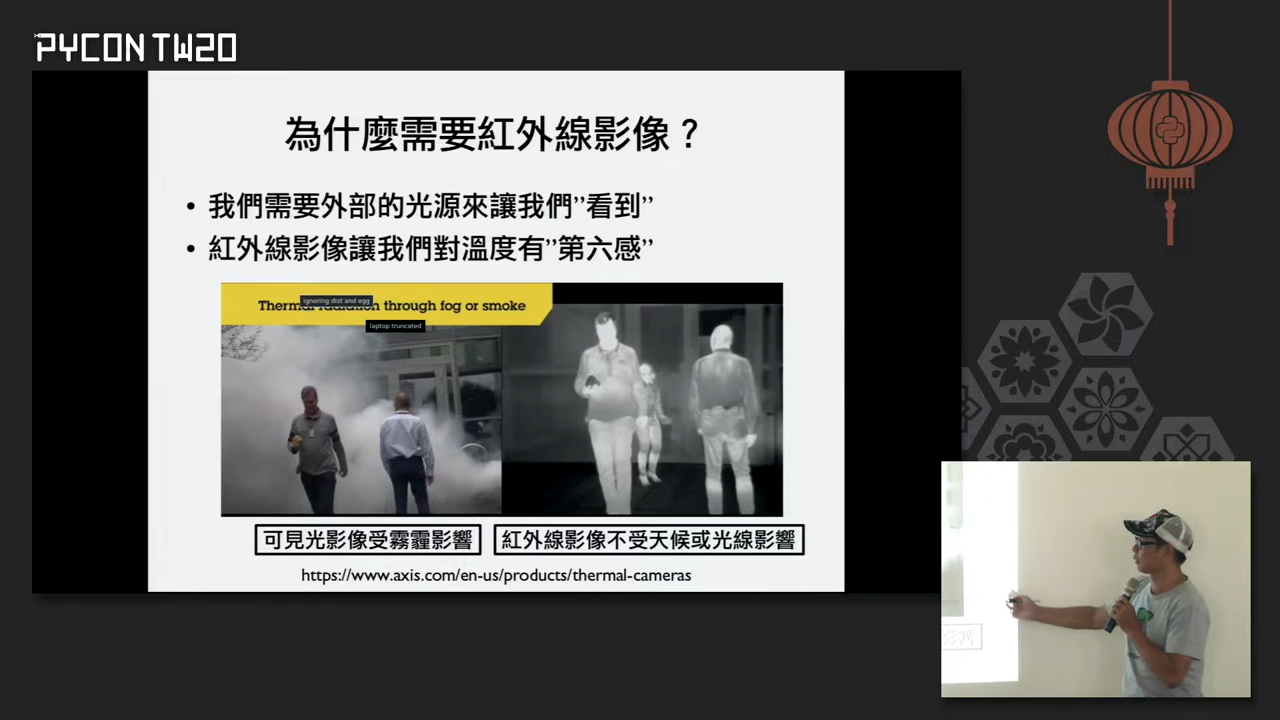 PYCON TW20
為什麼需要紅外線影像？
• 我們需要外部的光源來讓我們”看到”
• 紅外線影像讓我們對溫度有”第六感”
ignoring dist and egg
Thermal radiation through fog or smoke
laptop truncated
可見光影像受霧霾影響
紅外線影像不受天候或光線影響
https://www.axis.com/en-us/products/thermal-cameras